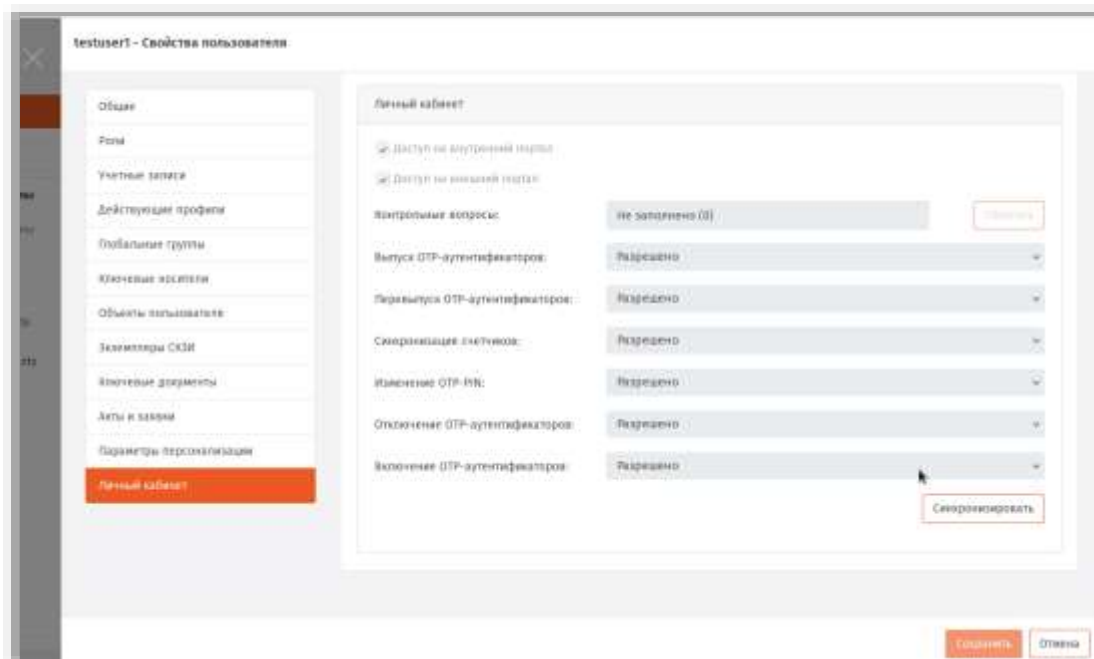 testuser1 - Свойства пользователя
Общие
Роли
Учетные записи
Действующие профили
Глобальные группы
Ключевые носители
Объекты пользователя
Экземпляры СКЗИ
Ключевые документы
Акты и заявки
Параметры персонализации
Личный кабинет
Личный кабинет
Доступ на внутренний портал
Доступ на внешний портал
Контрольные вопросы: Не заполнено (0)
Выпуск OTP-аутентификаторов: Разрешено
Перевыпуск OTP-аутентификаторов: Разрешено
Синхронизация счетчиков: Разрешено
Изменение OTP-PIN: Разрешено
Отключение OTP-аутентификаторов: Разрешено
Включение OTP-аутентификаторов: Разрешено
Синхронизировать
Сохранить Отмена